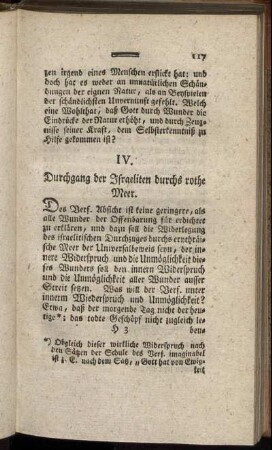 117
zen irgend eines Menschen erstickt hat: und
doch hat es weder an unnatürlichen Schän-
dungen der eignen Natur, als an Beyspielen
der schändlichsten Unvernunft gefehlt. Welch
eine Wohlthat, daß Gott durch Wunder die
Eindrücke der Natur erhöht, und durch Zeug-
nisse seiner Kraft, dem Selbsterkenntniß zu
Hilfe gekommen ist?
IV.
Durchgang der Israeliten durchs rothe
Meer.
Des Verf. Absicht ist keine geringere, als
alle Wunder der Offenbarung für erdichtet
zu erklären, und dazu soll die Widerlegung
des israelitischen Durchzuges durchs erythräi-
sche Meer der Universalbeweis seyn, der in-
nere Widerspruch und die Unmöglichkeit die-
ses Wunders soll den innern Widerspruch
und die Unmöglichkeit aller Wunder ausser
Streit setzen. Was will der Verf. unter
innerm Wiederspruch und Unmöglichkeit?
Etwa, daß der morgende Tag nicht der heu-
tige*; das todte Geschöpf nicht zugleich le-
H 3 ben-
*) Obgleich dieser wirkliche Widerspruch nach
den Sätzen der Schule des Verf. imaginabel
ist z. E. nach dem Satz, „Gott hat von Ewig-
keit